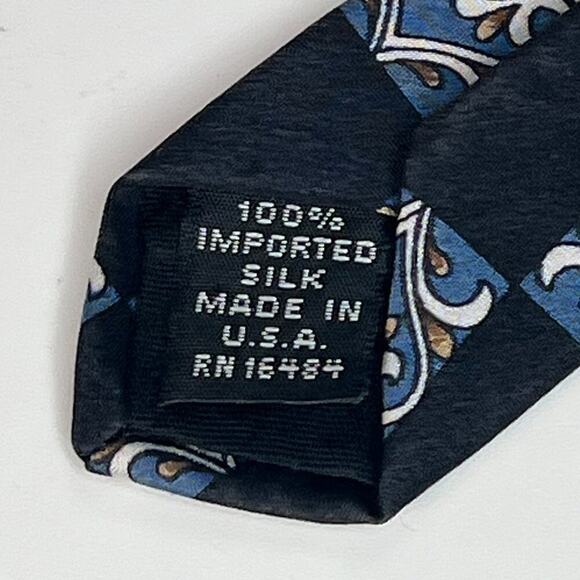 100%
IMPORTED
SILK
MADE IN
U.S.A.
RN 16484